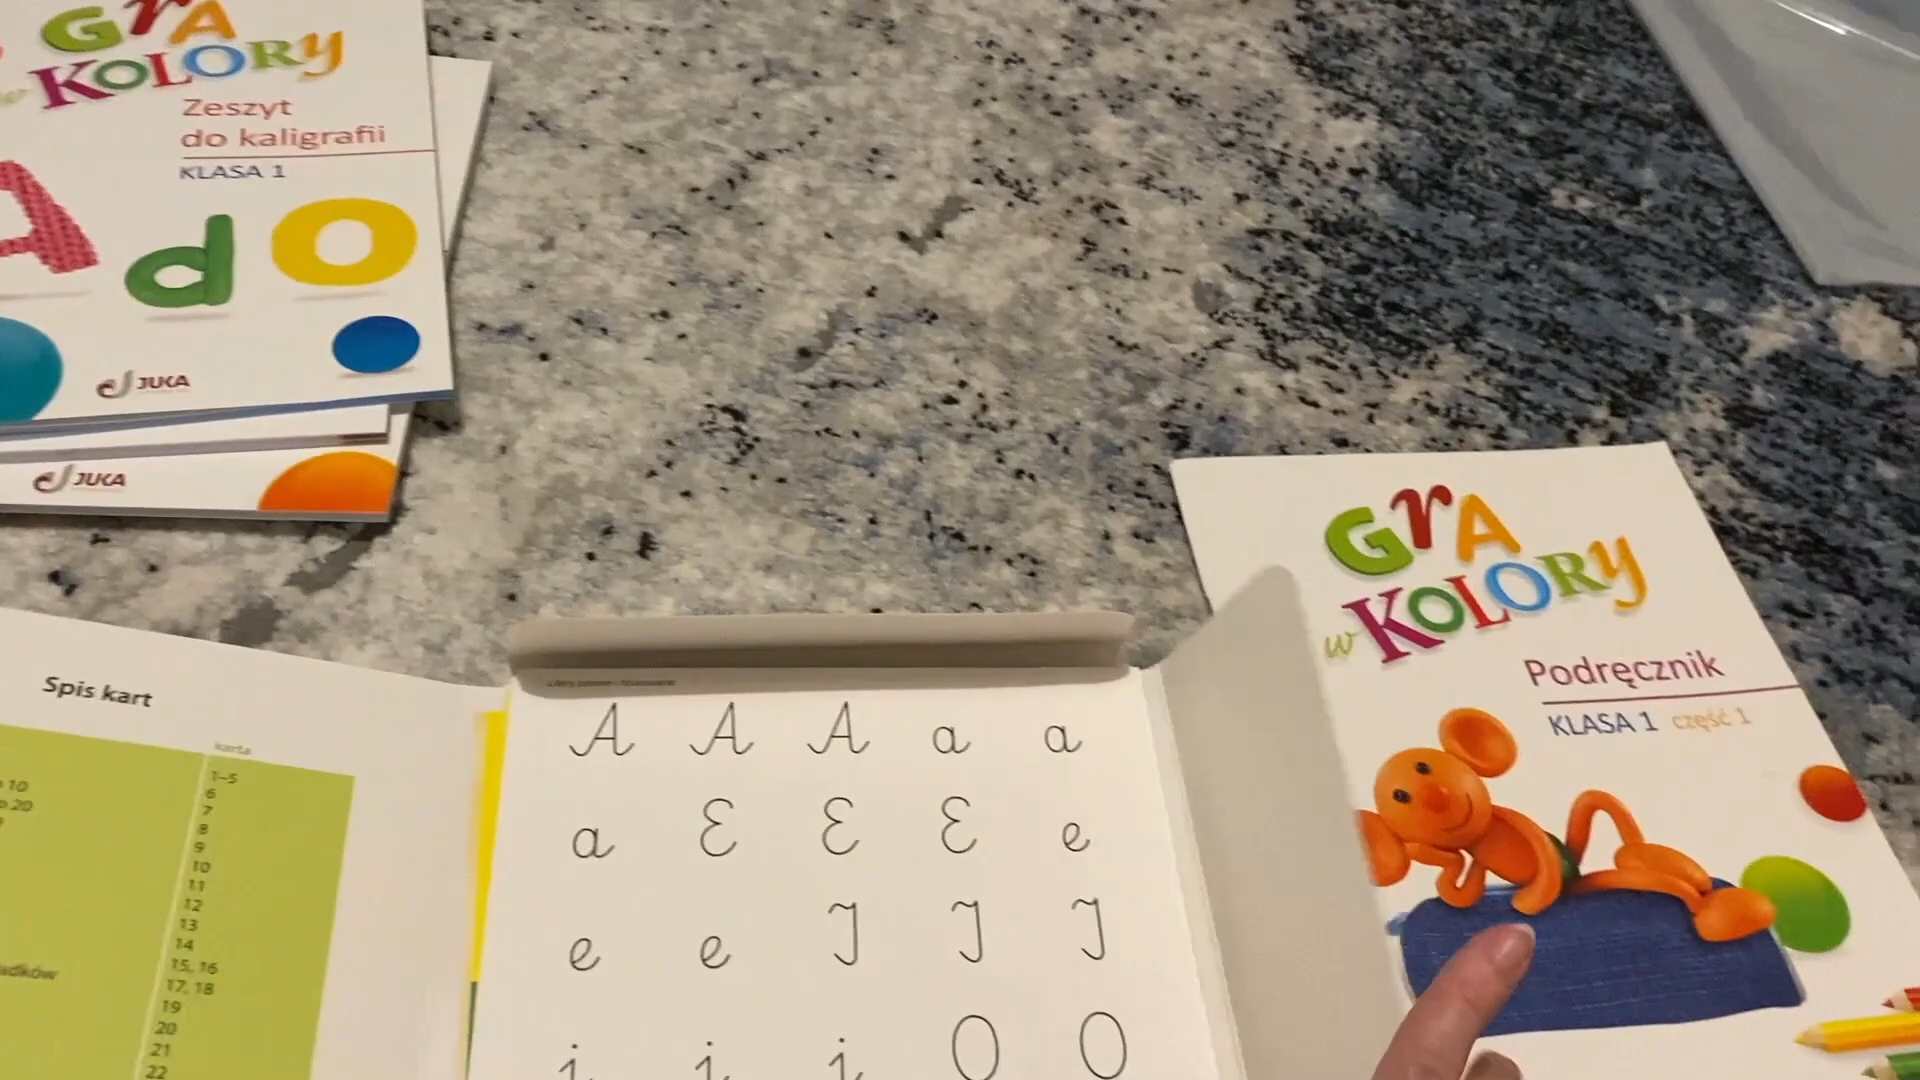 GrA
w KOLORY
Zeszyt
do kaligrafii
KLASA 1
A d o
JUKA
JUKA
GrA
w KOLORY
Podręcznik
KLASA 1 część 1
Spis kart
karta
1–5
6
7
8
9
10
11
12
13
14
15, 16
17, 18
19
20
21
22
10
20
A A A a a
a E E E e
e e I I I
i i i O O